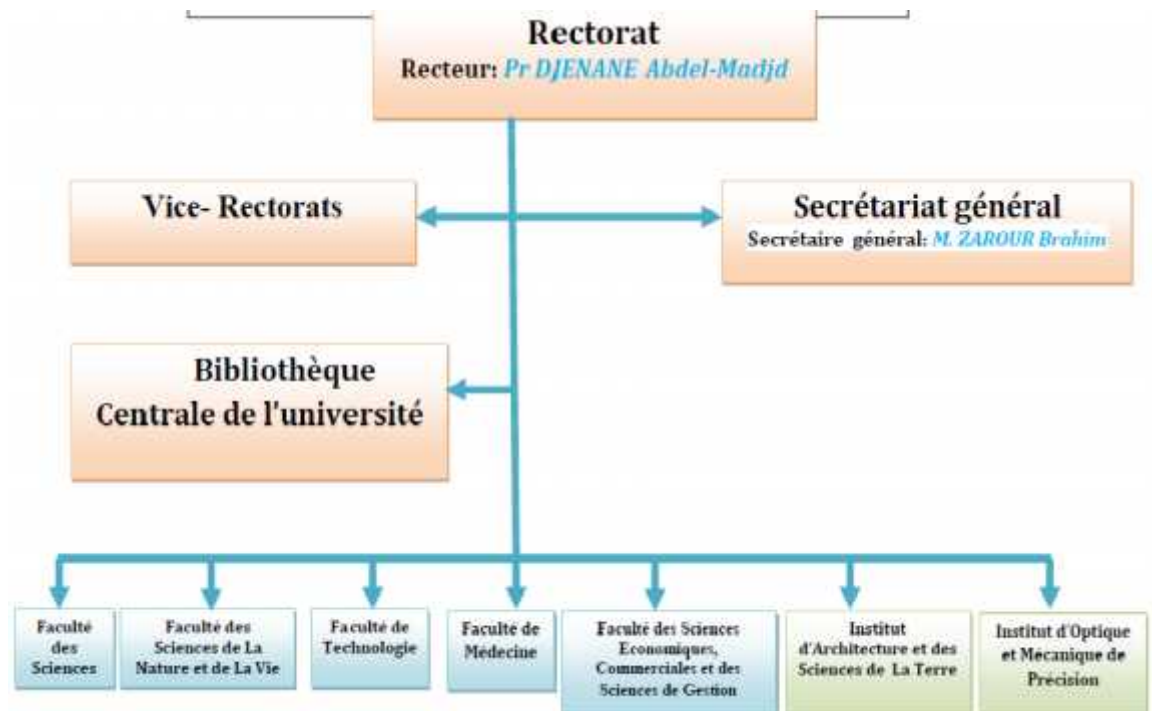 Rectorat
Recteur: Pr DJENANE Abdel-Madjd
Vice- Rectorats
Secrétariat général
Secrétaire général: M. ZAROUR Brahim
Bibliothèque
Centrale de l'université
Faculté
des
Sciences
Faculté des
Sciences de La
Nature et de La Vie
Faculté de
Technologie
Faculté de
Médecine
Faculté des Sciences
Economiques,
Commerciales et des
Sciences de Gestion
Institut
d'Architecture et des
Sciences de La Terre
Institut d'Optique
et Mécanique de
Précision